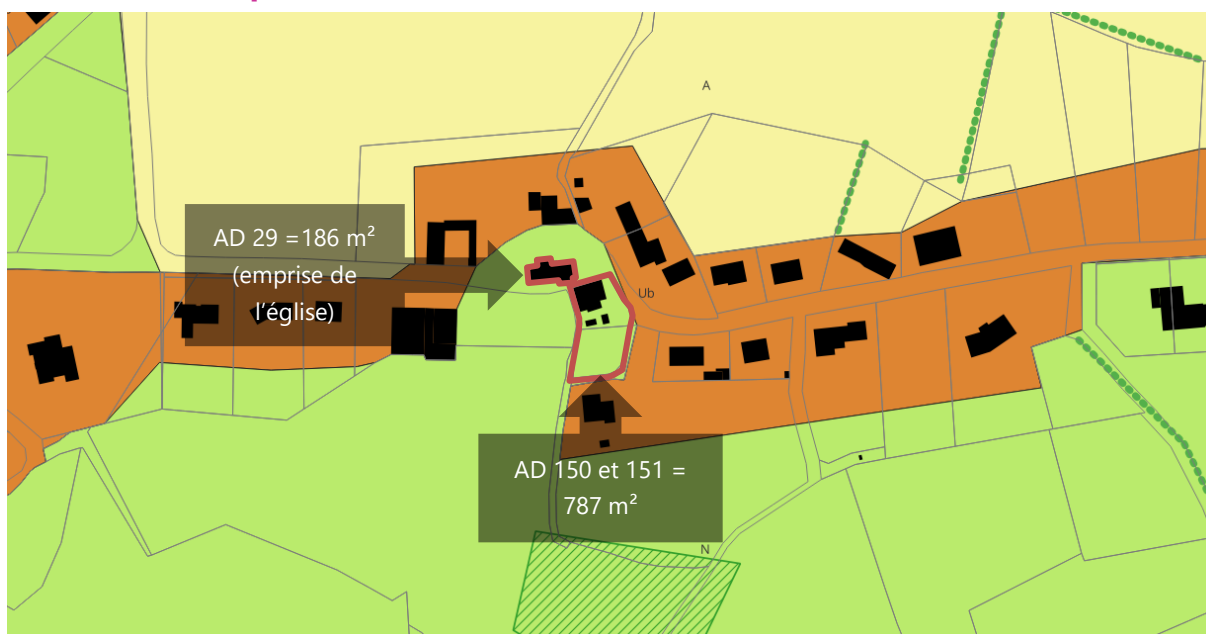 A
AD 29 =186 m²
(emprise de
l’église)
Ub
AD 150 et 151 =
787 m²
N